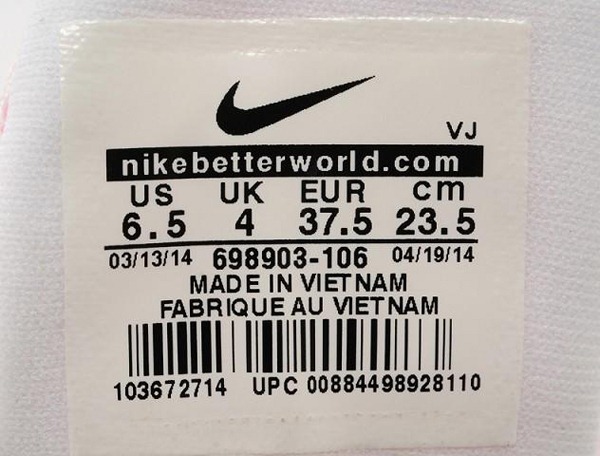 VJ
nikebetterworld.com
US UK EUR cm
6.5 4 37.5 23.5
03/13/14 698903-106 04/19/14
MADE IN VIETNAM
FABRIQUE AU VIETNAM
103672714 UPC 00884498928110